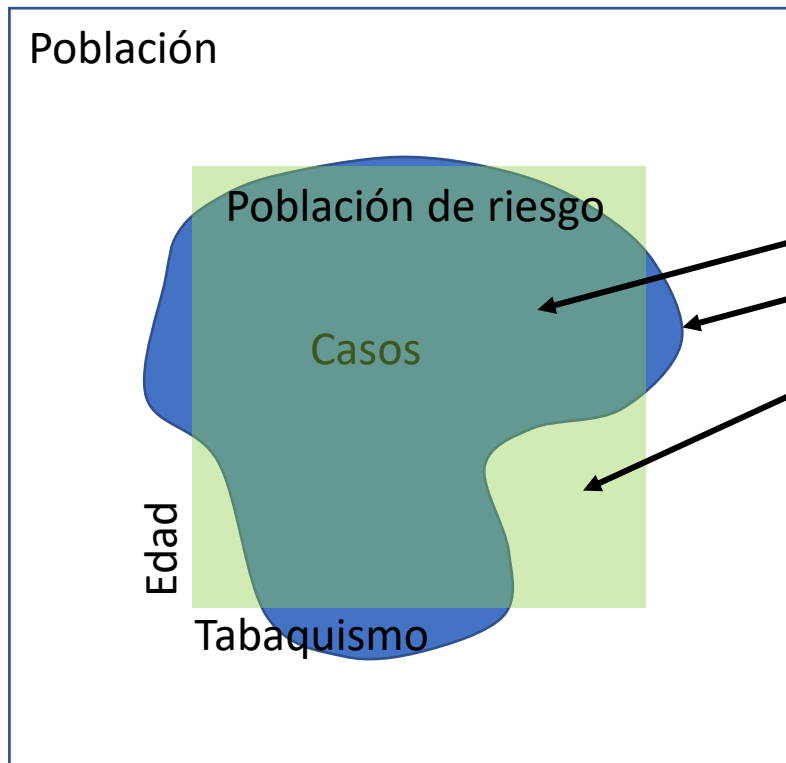 Población
Población de riesgo
Casos
Edad
Tabaquismo